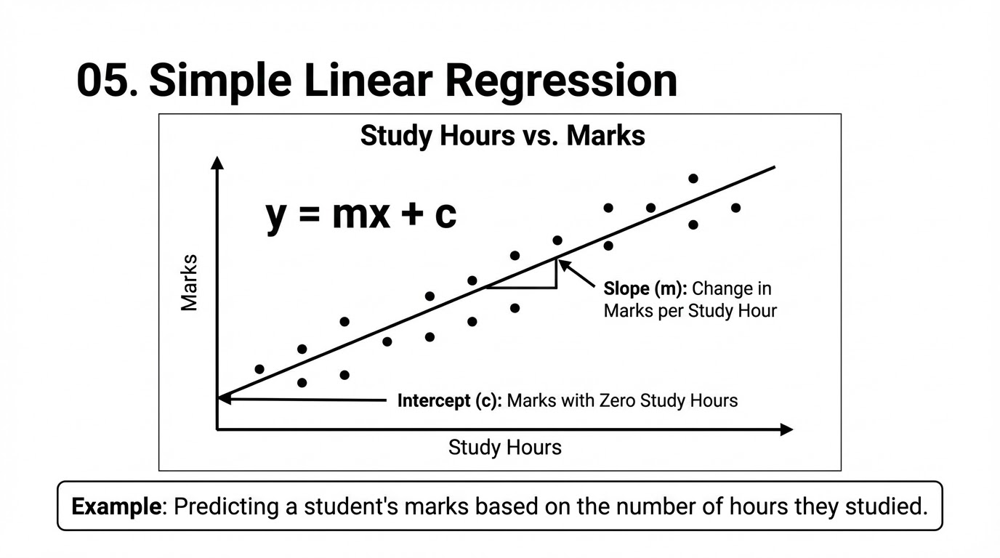 05. Simple Linear Regression
Study Hours vs. Marks
y = mx + c
Marks
Slope (m): Change in
Marks per Study Hour
Intercept (c): Marks with Zero Study Hours
Study Hours
Example: Predicting a student's marks based on the number of hours they studied.